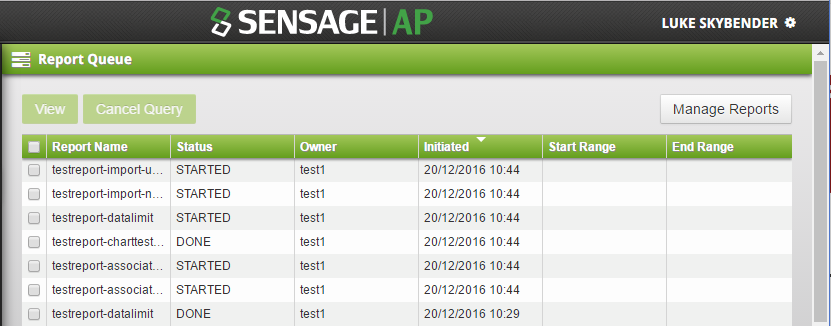 SENSAGE AP
LUKE SKYBENDER
Report Queue
View Cancel Query Manage Reports
Report Name Status Owner Initiated Start Range End Range
testreport-import-u... STARTED test1 20/12/2016 10:44
testreport-import-n... STARTED test1 20/12/2016 10:44
testreport-datalimit STARTED test1 20/12/2016 10:44
testreport-charttest... DONE test1 20/12/2016 10:44
testreport-associat... STARTED test1 20/12/2016 10:44
testreport-associat... STARTED test1 20/12/2016 10:44
testreport-datalimit DONE test1 20/12/2016 10:29